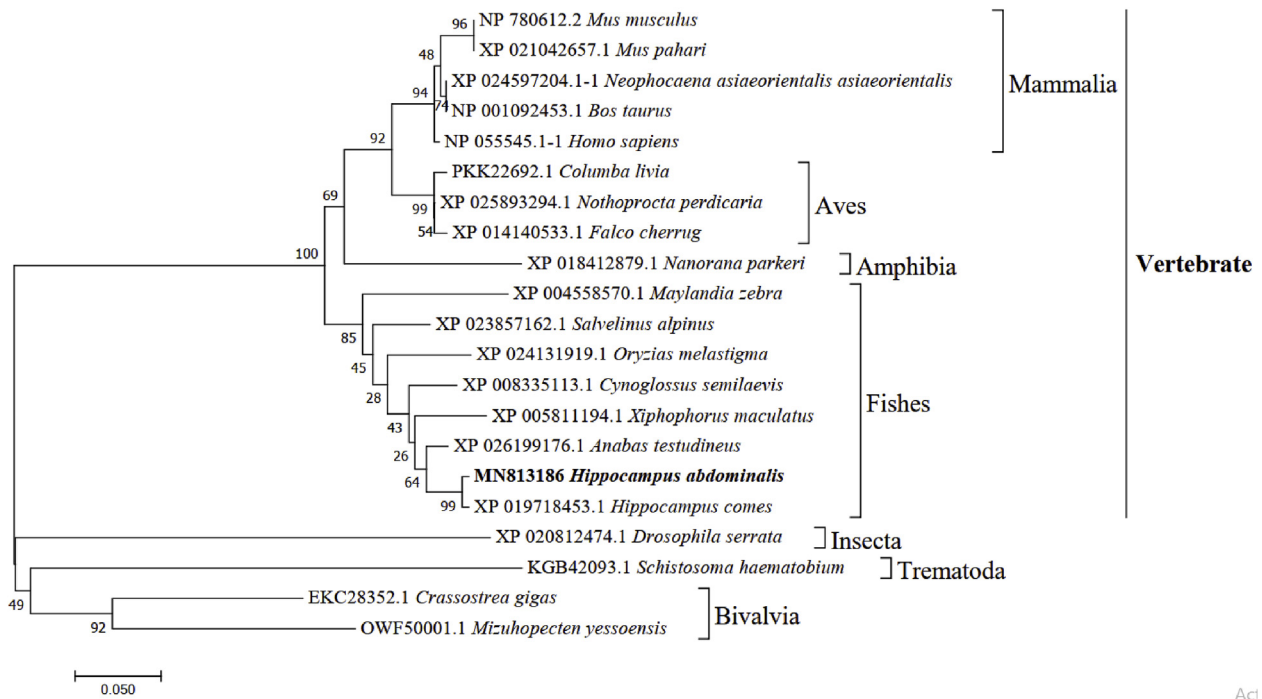 96
NP 780612.2 Mus musculus
XP 021042657.1 Mus pahari
48
XP 024597204.1-1 Neophocaena asiaeorientalis asiaeorientalis
Mammalia
94
74
NP 001092453.1 Bos taurus
NP 055545.1-1 Homo sapiens
92
PKK22692.1 Columba livia
69
99
XP 025893294.1 Nothoprocta perdicaria
Aves
54
XP 014140533.1 Falco cherrug
100
XP 018412879.1 Nanorana parkeri
Amphibia
Vertebrate
XP 004558570.1 Maylandia zebra
85
XP 023857162.1 Salvelinus alpinus
45
XP 024131919.1 Oryzias melastigma
28
XP 008335113.1 Cynoglossus semilaevis
Fishes
43
XP 005811194.1 Xiphophorus maculatus
26
XP 026199176.1 Anabas testudineus
64
MN813186 Hippocampus abdominalis
99
XP 019718453.1 Hippocampus comes
XP 020812474.1 Drosophila serrata
Insecta
KGB42093.1 Schistosoma haematobium
Trematoda
49
EKC28352.1 Crassostrea gigas
Bivalvia
92
OWF50001.1 Mizuhopecten yessoensis
0.050
Act